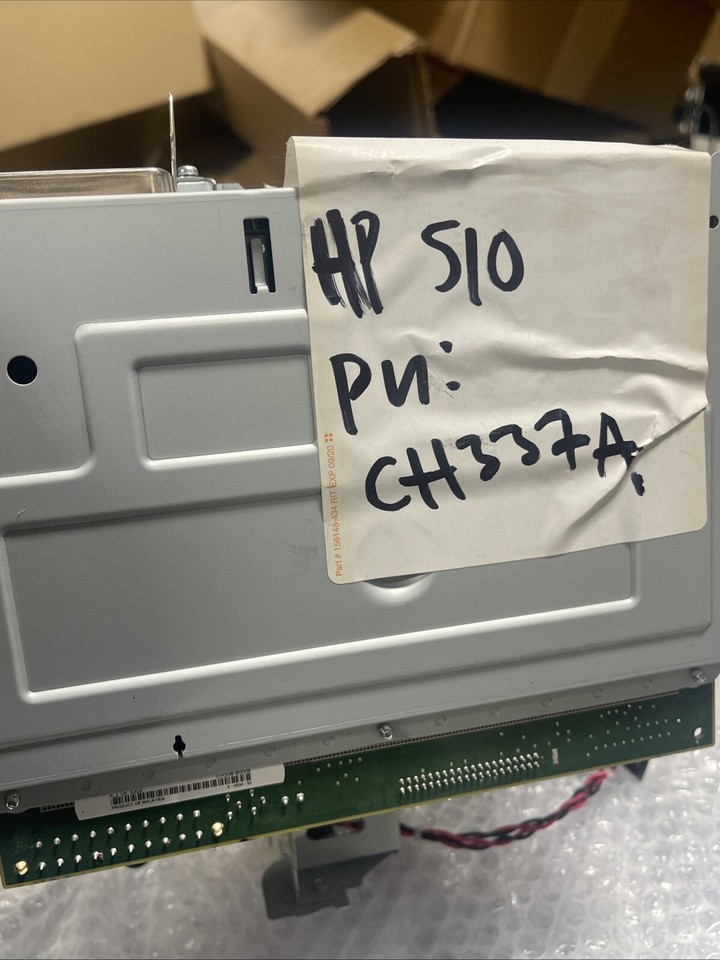 HP 510
pn:
CH337A.
Part # 156148-434 RIT EXP 09/20
PRODUCT OF MALAYSIA